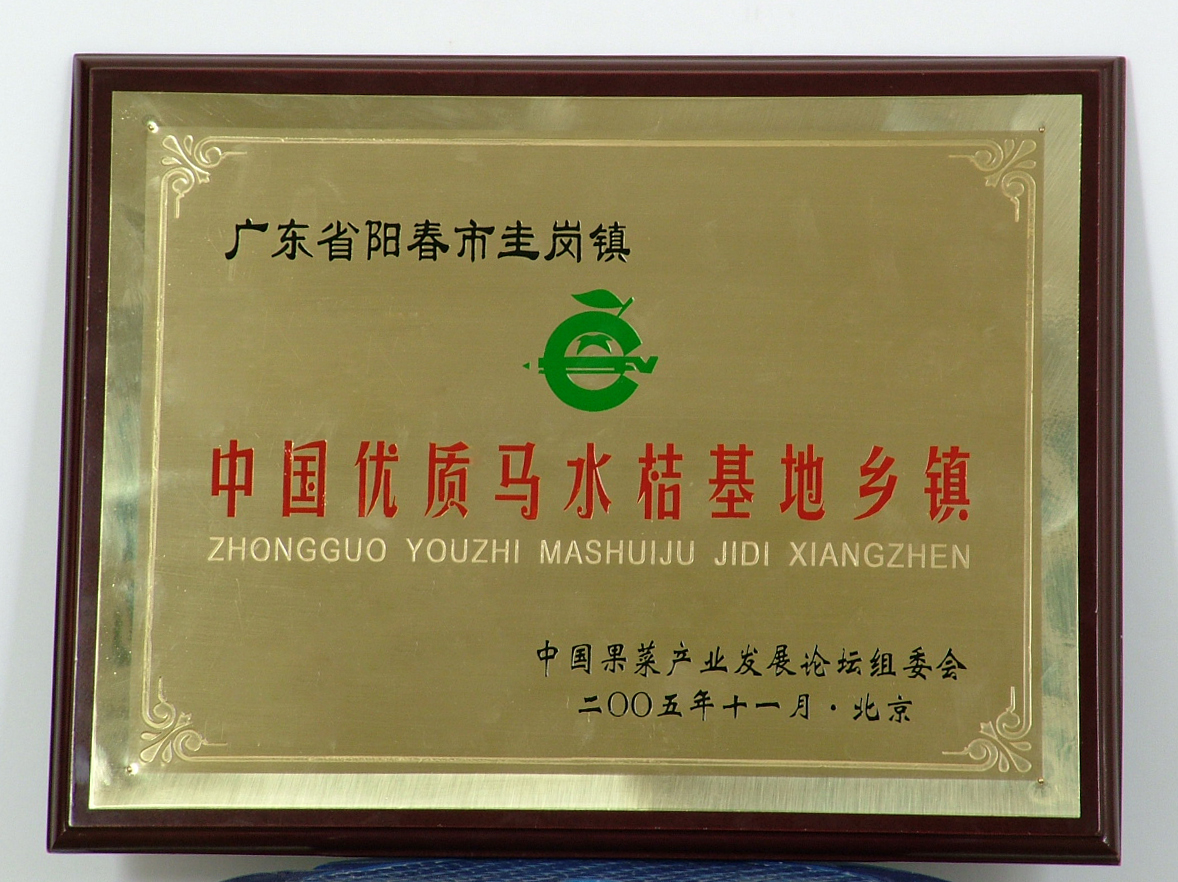 广东省阳春市圭岗镇
中国优质马水桔基地乡镇
ZHONGGUO YOUZHI MASHUIJU JIDI XIANGZHEN
中国果菜产业发展论坛组委会
二〇〇五年十一月·北京